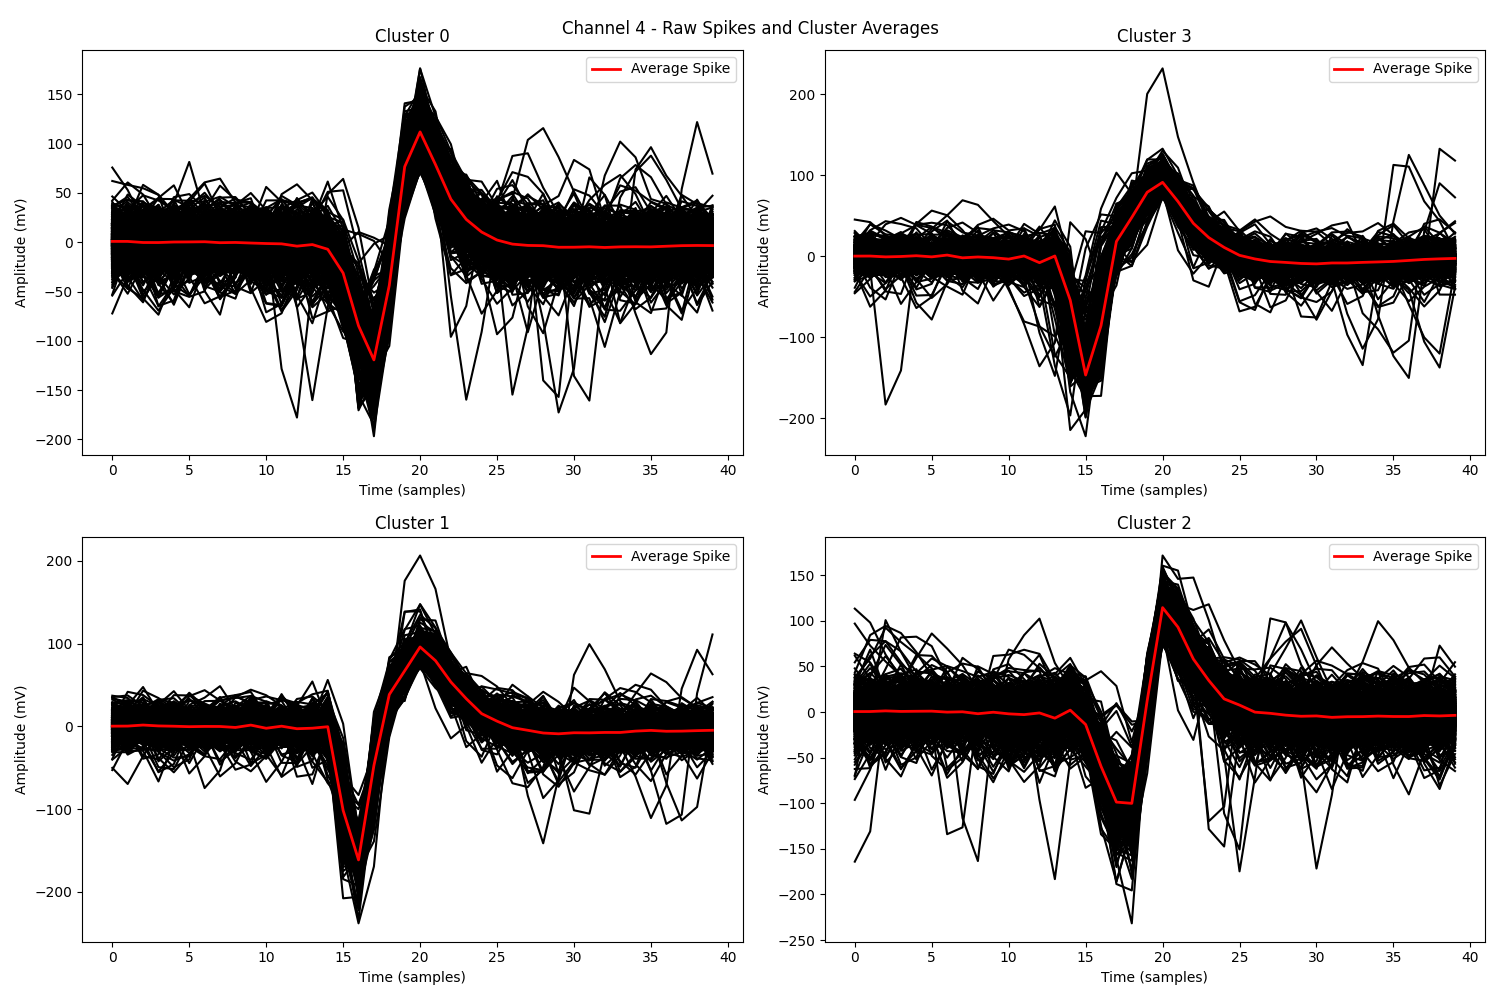 Channel 4 - Raw Spikes and Cluster Averages
Cluster 0
Average Spike
Amplitude (mV)
150
100
50
0
−50
−100
−150
−200
0 5 10 15 20 25 30 35 40
Time (samples)
Cluster 3
Average Spike
Amplitude (mV)
200
100
0
−100
−200
0 5 10 15 20 25 30 35 40
Time (samples)
Cluster 1
Average Spike
Amplitude (mV)
200
100
0
−100
−200
0 5 10 15 20 25 30 35 40
Time (samples)
Cluster 2
Average Spike
Amplitude (mV)
150
100
50
0
−50
−100
−150
−200
−250
0 5 10 15 20 25 30 35 40
Time (samples)